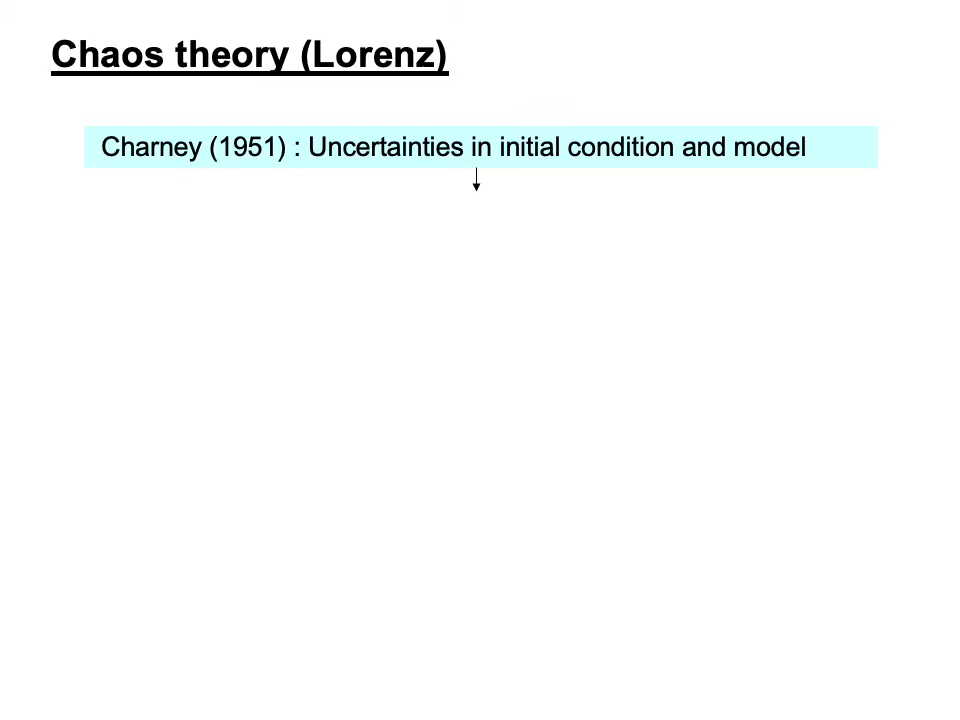 Chaos theory (Lorenz)
Charney (1951) : Uncertainties in initial condition and model